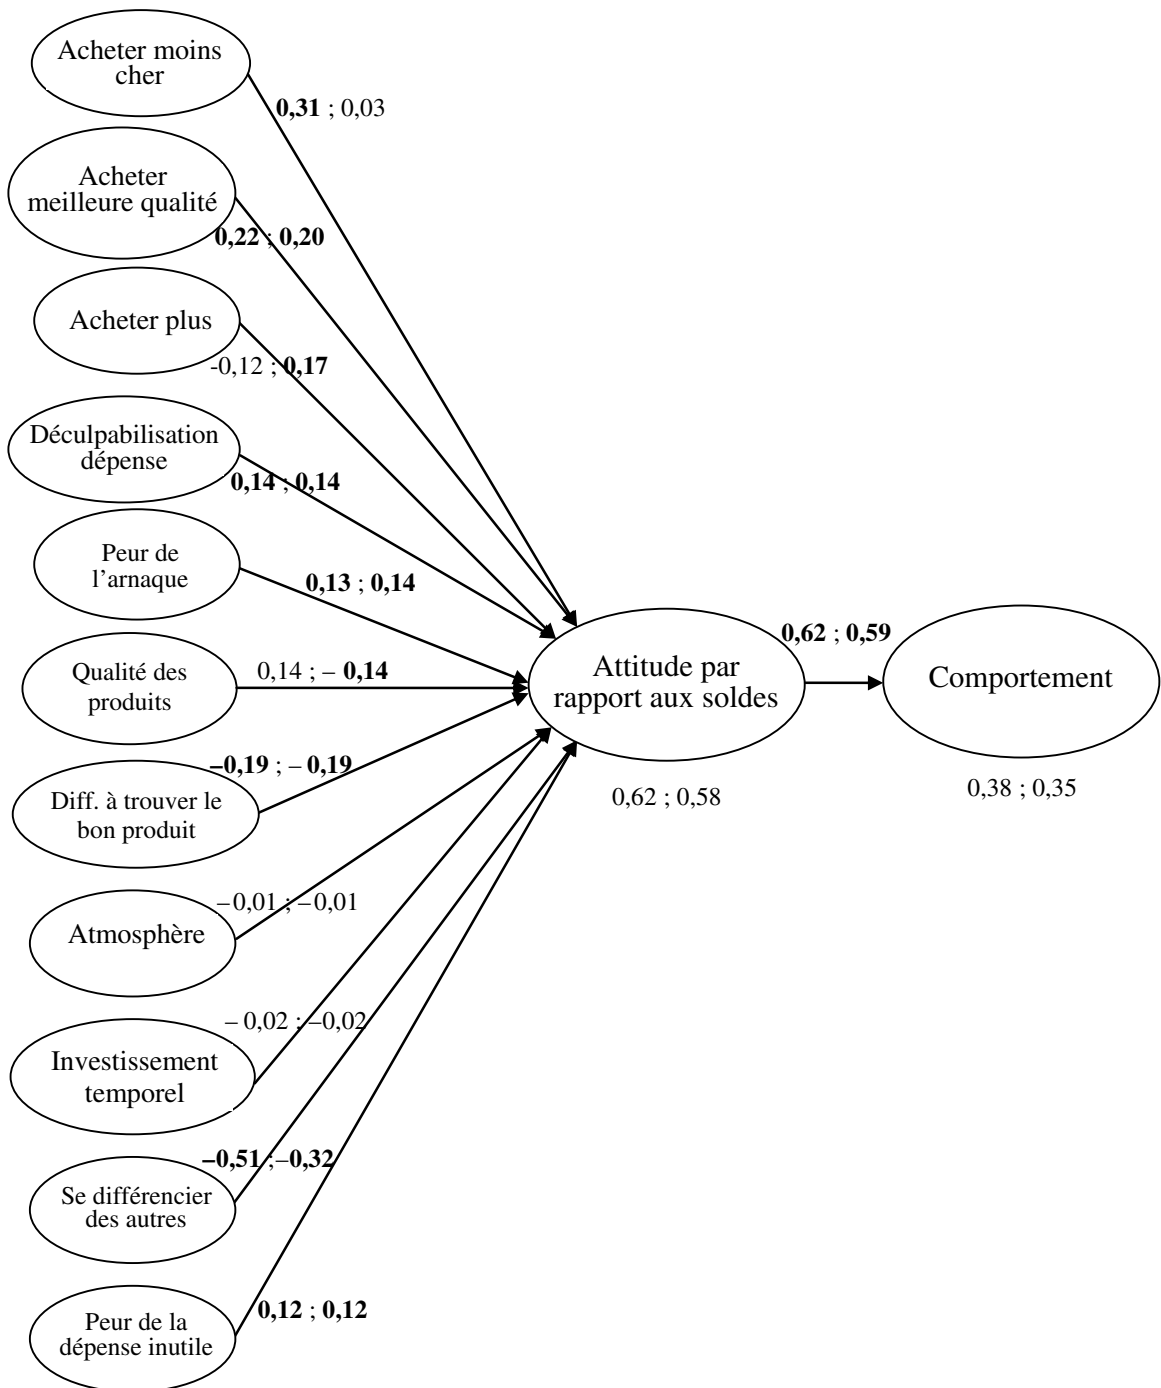 Acheter moins
cher
0,31 ; 0,03
Acheter
meilleure qualité
0,22 ; 0,20
Acheter plus
-0,12 ; 0,17
Déculpabilisation
dépense
0,14 ; 0,14
Peur de
l’arnaque
0,13 ; 0,14
Qualité des
produits
0,14 ; – 0,14
Diff. à trouver le
bon produit
–0,19 ; – 0,19
Atmosphère
–0,01 ; –0,01
Investissement
temporel
– 0,02 ; –0,02
Se différencier
des autres
–0,51 ;–0,32
Peur de la
dépense inutile
0,12 ; 0,12
Attitude par
rapport aux soldes
0,62 ; 0,58
0,62 ; 0,59
Comportement
0,38 ; 0,35